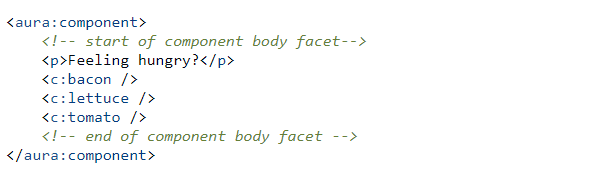 <aura:component>
<!-- start of component body facet-->
<p>Feeling hungry?</p>
<c:bacon />
<c:lettuce />
<c:tomato />
<!-- end of component body facet -->
</aura:component>